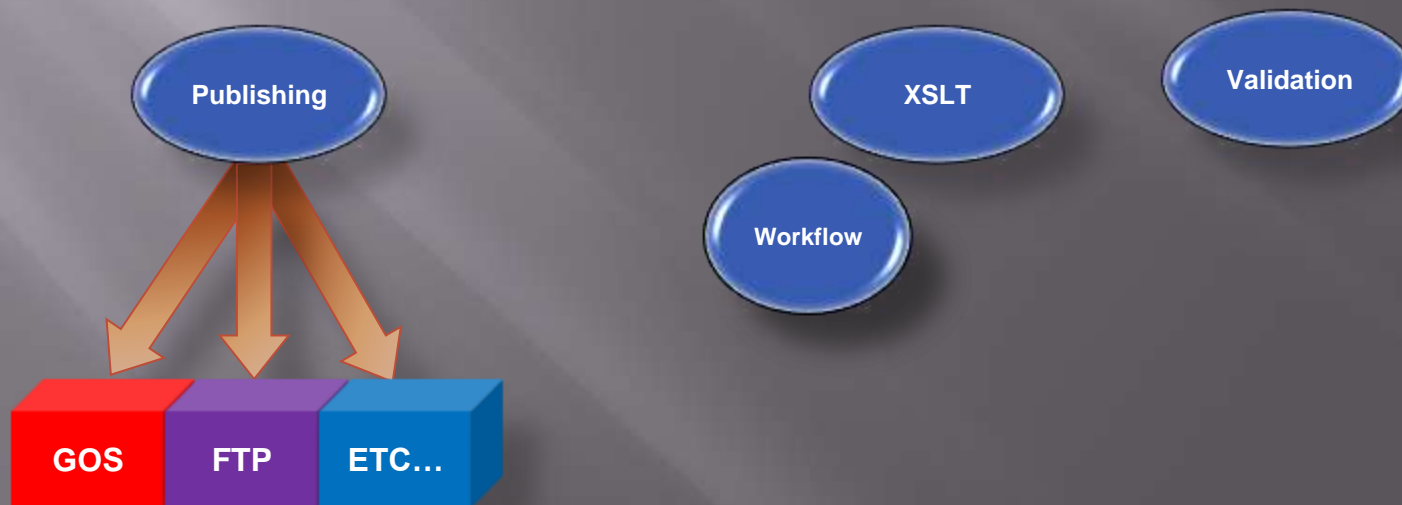 Publishing
XSLT
Validation
Workflow
GOS
FTP
ETC…